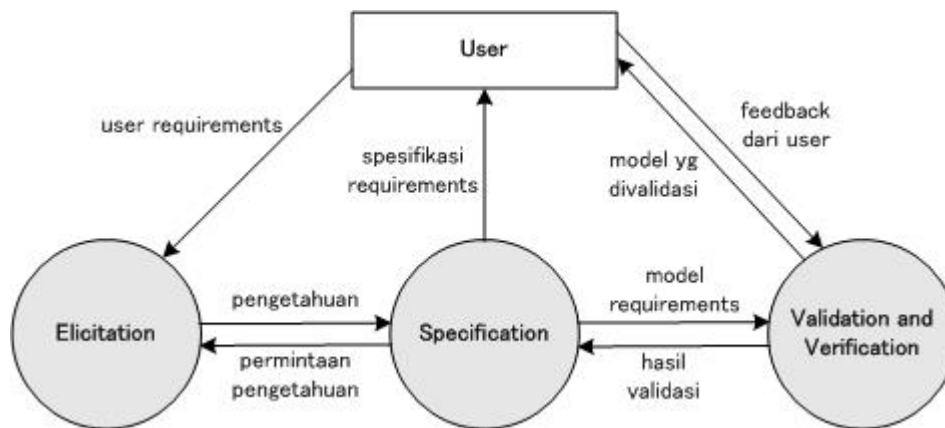 User
user requirements
spesifikasi
requirements
feedback
dari user
model yg
divalidasi
Elicitation
pengetahuan
permintaan
pengetahuan
Specification
model
requirements
hasil
validasi
Validation and
Verification